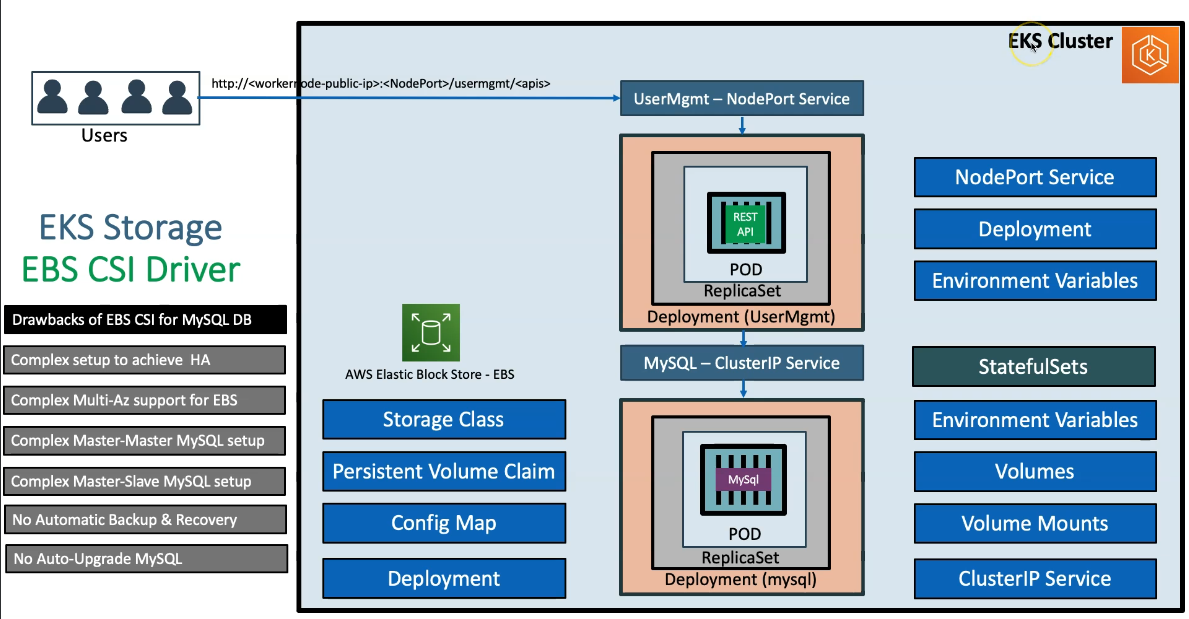 EKS Cluster
http://<workernode-public-ip>:<NodePort>/usermgmt/<apis>
Users
UserMgmt – NodePort Service
REST
API
POD
ReplicaSet
Deployment (UserMgmt)
NodePort Service
Deployment
Environment Variables
EKS Storage
EBS CSI Driver
Drawbacks of EBS CSI for MySQL DB
Complex setup to achieve HA
Complex Multi-Az support for EBS
Complex Master-Master MySQL setup
Complex Master-Slave MySQL setup
No Automatic Backup & Recovery
No Auto-Upgrade MySQL
AWS Elastic Block Store - EBS
Storage Class
Persistent Volume Claim
Config Map
Deployment
MySQL – ClusterIP Service
MySql
POD
ReplicaSet
Deployment (mysql)
StatefulSets
Environment Variables
Volumes
Volume Mounts
ClusterIP Service
K